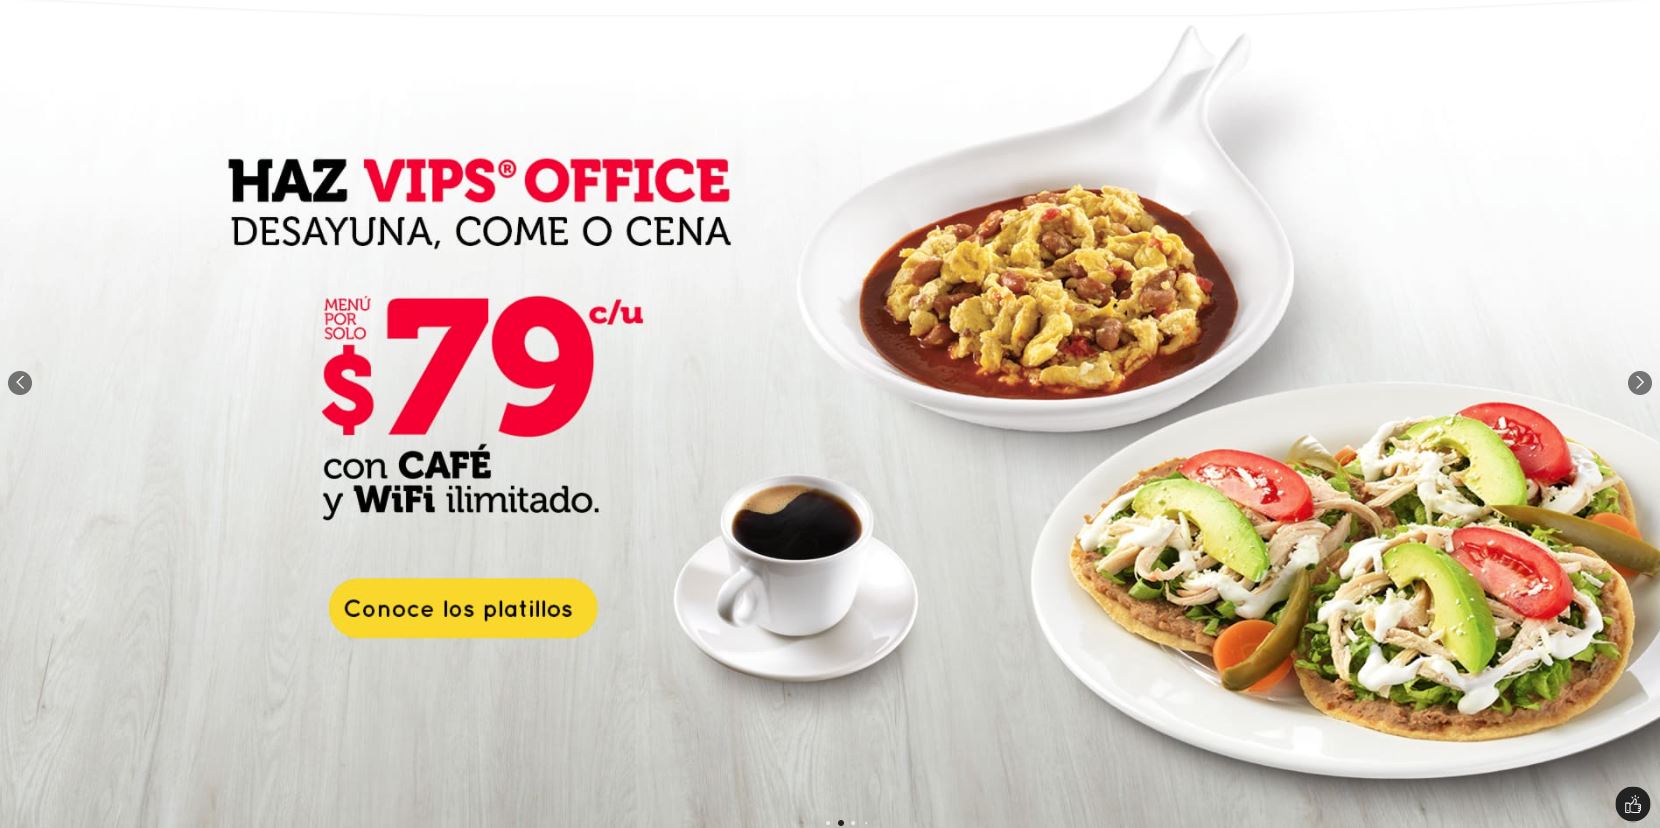 HAZ VIPS® OFFICE
DESAYUNA, COME O CENA
MENÚ
POR
SOLO
$79 c/u
con CAFÉ
y WiFi ilimitado.
Conoce los platillos